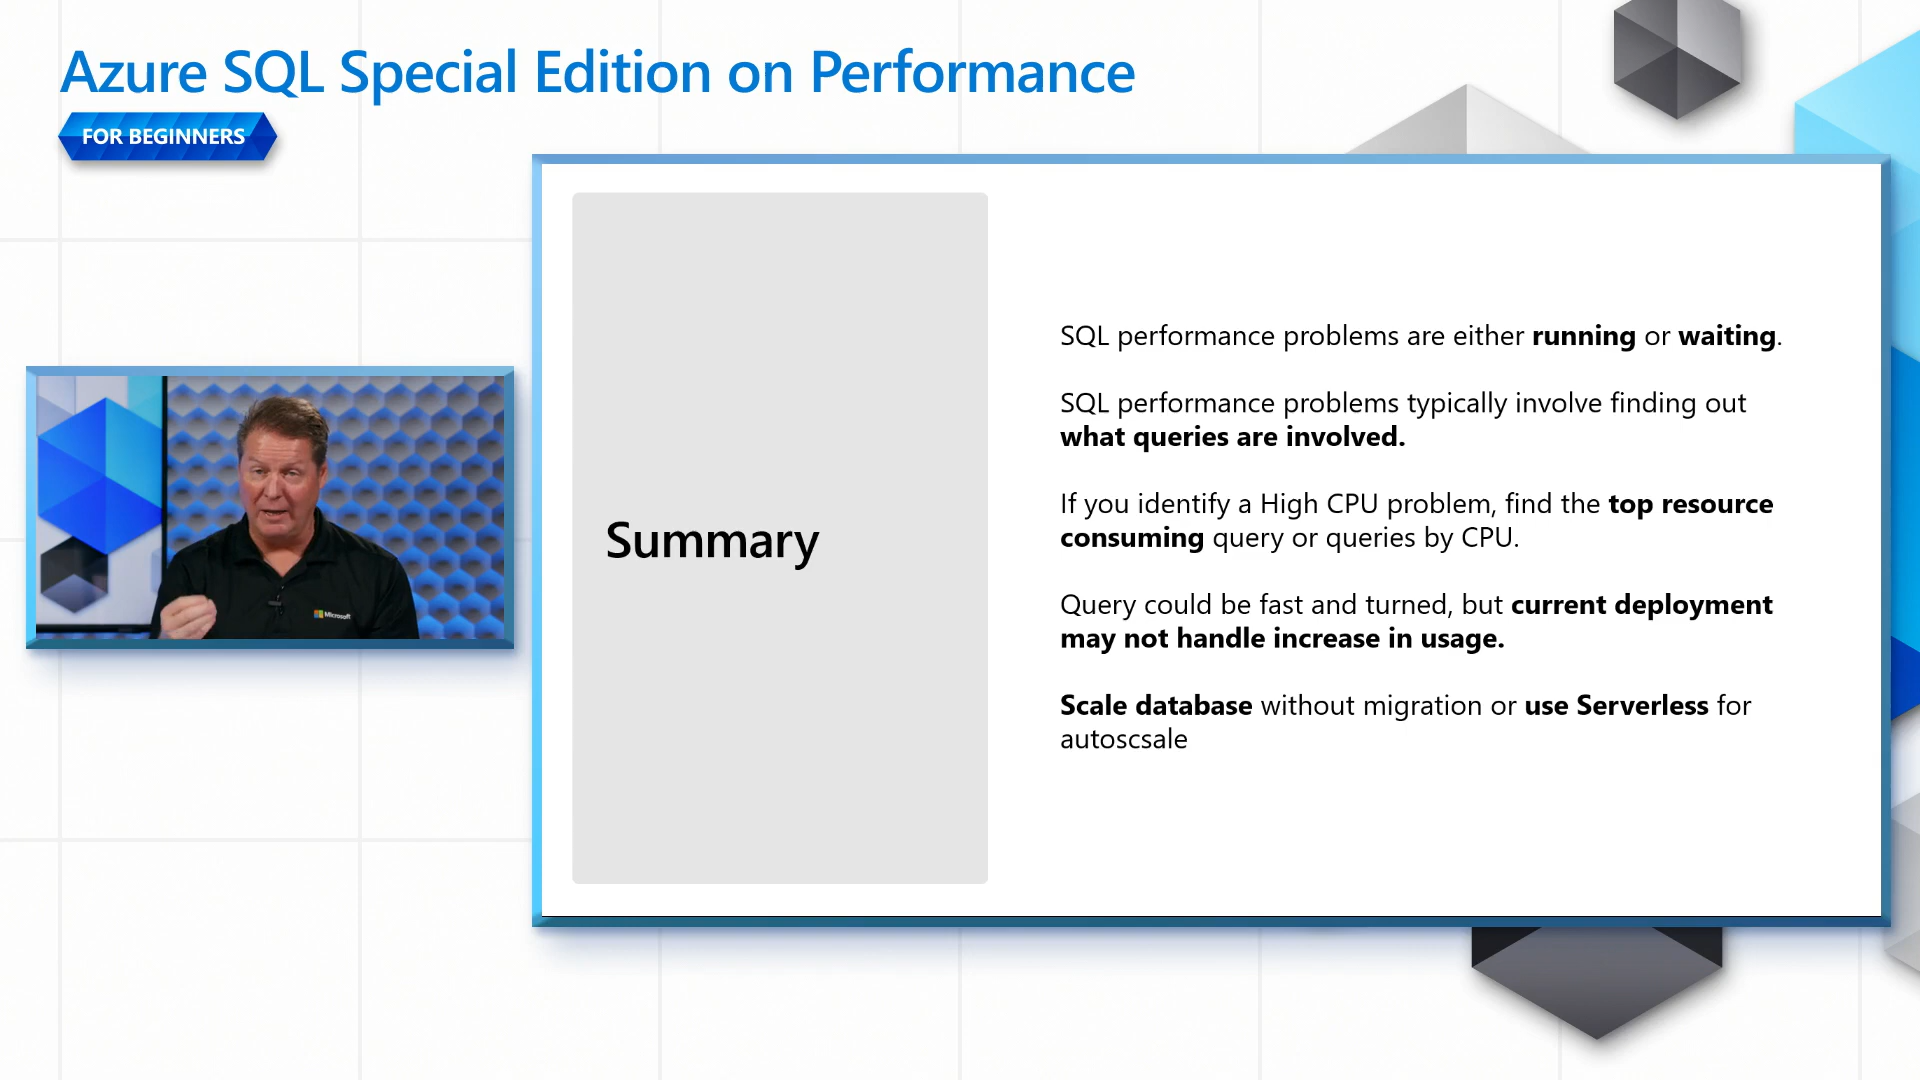 Azure SQL Special Edition on Performance
FOR BEGINNERS
Microsoft
Summary
SQL performance problems are either running or waiting.
SQL performance problems typically involve finding out
what queries are involved.
If you identify a High CPU problem, find the top resource
consuming query or queries by CPU.
Query could be fast and turned, but current deployment
may not handle increase in usage.
Scale database without migration or use Serverless for
autoscsale